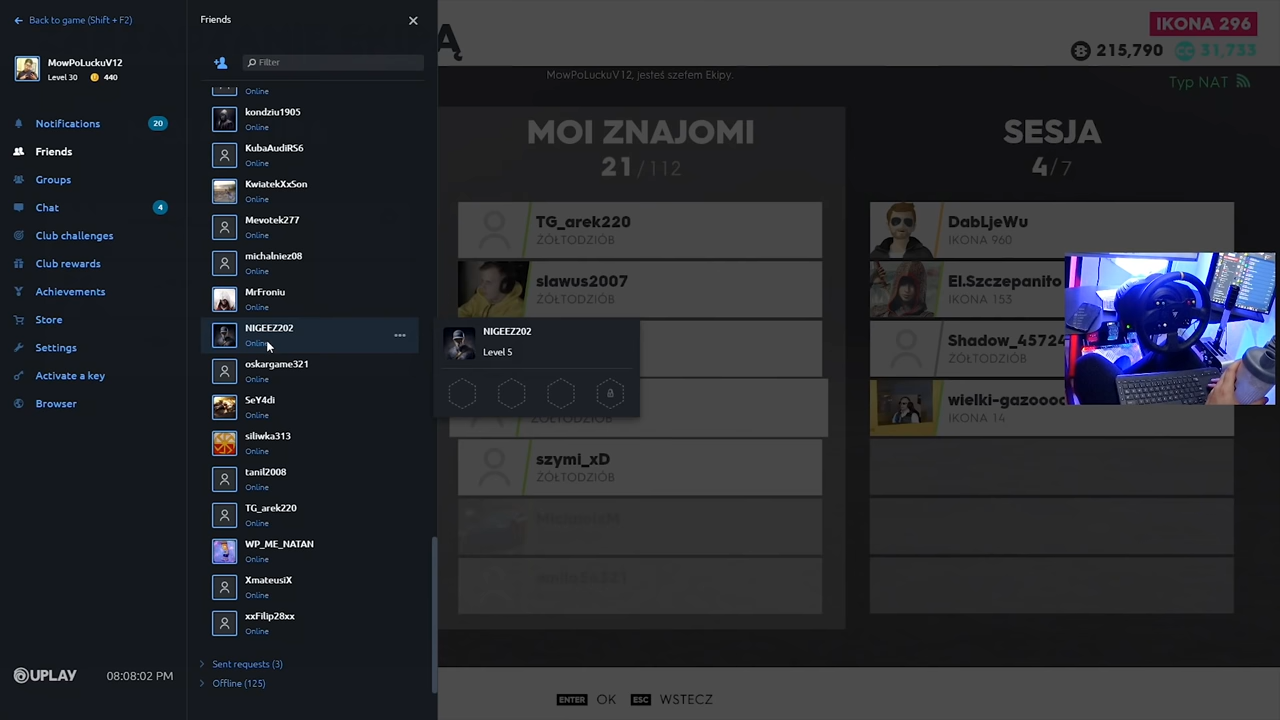 Back to game (Shift + F2)
MowPoLuckuV12
Level 30
440
Notifications
20
Friends
Groups
Chat
4
Club challenges
Club rewards
Achievements
Store
Settings
Activate a key
Browser
UPLAY
08:08:02 PM
Friends
Filter
Online
kondziu1905
Online
KubaAudiRS6
Online
KwiatekXxSon
Online
Mevotek277
Online
michalniez08
Online
MrFroniu
Online
NIGEEZ202
Online
oskargame321
Online
SeY4di
Online
siliwka313
Online
tanil2008
Online
TG_arek220
Online
WP_ME_NATAN
Online
XmateusiX
Online
xxFilip28xx
Online
Sent requests (3)
Offline (125)
NIGEEZ202
Level 5
Ą
MowPoLuckuV12, jesteś szefem Ekipy.
IKONA 296
215,790
31,733
Typ NAT
MOI ZNAJOMI
21/112
TG_arek220
ŻÓŁTODZIÓB
slawus2007
ŻÓŁTODZIÓB
ŻÓŁTODZIÓB
szymi_xD
ŻÓŁTODZIÓB
SESJA
4/7
DabLjeWu
IKONA 960
El.Szczepanito
IKONA 153
Shadow_45724
wielki-gazoooo
IKONA 14
ENTER OK ESC WSTECZ